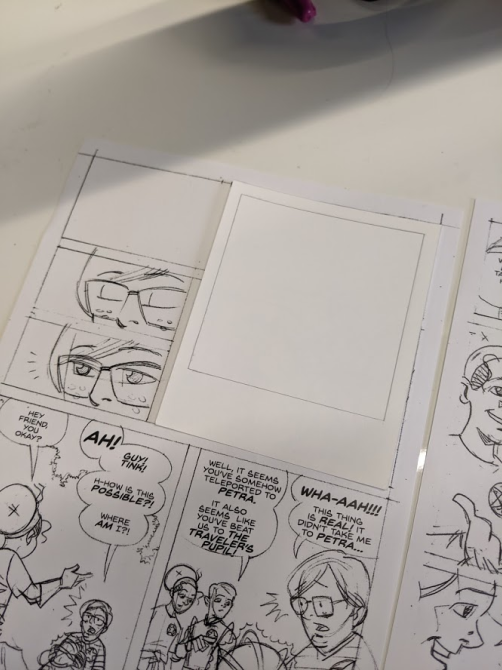 HEY
FRIEND,
YOU
OKAY?
AH!
GUY!
TINK!
H-HOW IS THIS
POSSIBLE?!
WHERE
AM I?!
WELL, IT SEEMS
YOU'VE SOMEHOW
TELEPORTED TO
PETRA.
IT ALSO
SEEMS LIKE
YOU'VE BEAT
US TO THE
TRAVELER'S
PUPIL!
WHA-AAH!!!
THIS THING
IS REAL! IT
DIDN'T TAKE ME
TO PETRA...